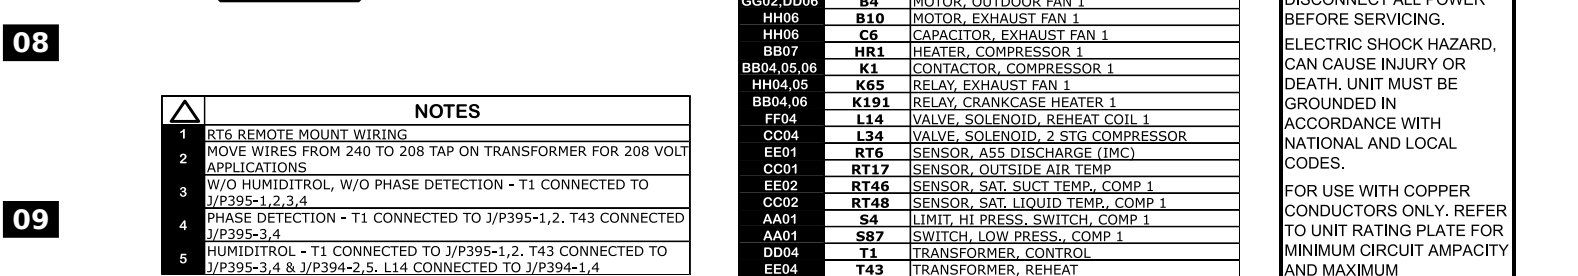 08
09
NOTES
1 RT6 REMOTE MOUNT WIRING
2 MOVE WIRES FROM 240 TO 208 TAP ON TRANSFORMER FOR 208 VOLT
APPLICATIONS
3 W/O HUMIDITROL, W/O PHASE DETECTION - T1 CONNECTED TO
J/P395-1,2,3,4
4 PHASE DETECTION - T1 CONNECTED TO J/P395-1,2. T43 CONNECTED
J/P395-3,4
5 HUMIDITROL - T1 CONNECTED TO J/P395-1,2. T43 CONNECTED TO
J/P395-3,4 & J/P394-2,5. L14 CONNECTED TO J/P394-1,4
GG02,DD06 B4 MOTOR, OUTDOOR FAN 1
HH06 B10 MOTOR, EXHAUST FAN 1
HH06 C6 CAPACITOR, EXHAUST FAN 1
BB07 HR1 HEATER, COMPRESSOR 1
BB04,05,06 K1 CONTACTOR, COMPRESSOR 1
HH04,05 K65 RELAY, EXHAUST FAN 1
BB04,06 K191 RELAY, CRANKCASE HEATER 1
FF04 L14 VALVE, SOLENOID, REHEAT COIL 1
CC04 L34 VALVE, SOLENOID, 2 STG COMPRESSOR
EE01 RT6 SENSOR, A55 DISCHARGE (IMC)
CC01 RT17 SENSOR, OUTSIDE AIR TEMP
EE02 RT46 SENSOR, SAT. SUCT TEMP., COMP 1
CC02 RT48 SENSOR, SAT. LIQUID TEMP., COMP 1
AA01 S4 LIMIT, HI PRESS. SWITCH, COMP 1
AA01 S87 SWITCH, LOW PRESS., COMP 1
DD04 T1 TRANSFORMER, CONTROL
EE04 T43 TRANSFORMER, REHEAT
DISCONNECT ALL POWER
BEFORE SERVICING.
ELECTRIC SHOCK HAZARD,
CAN CAUSE INJURY OR
DEATH. UNIT MUST BE
GROUNDED IN
ACCORDANCE WITH
NATIONAL AND LOCAL
CODES.
FOR USE WITH COPPER
CONDUCTORS ONLY. REFER
TO UNIT RATING PLATE FOR
MINIMUM CIRCUIT AMPACITY
AND MAXIMUM